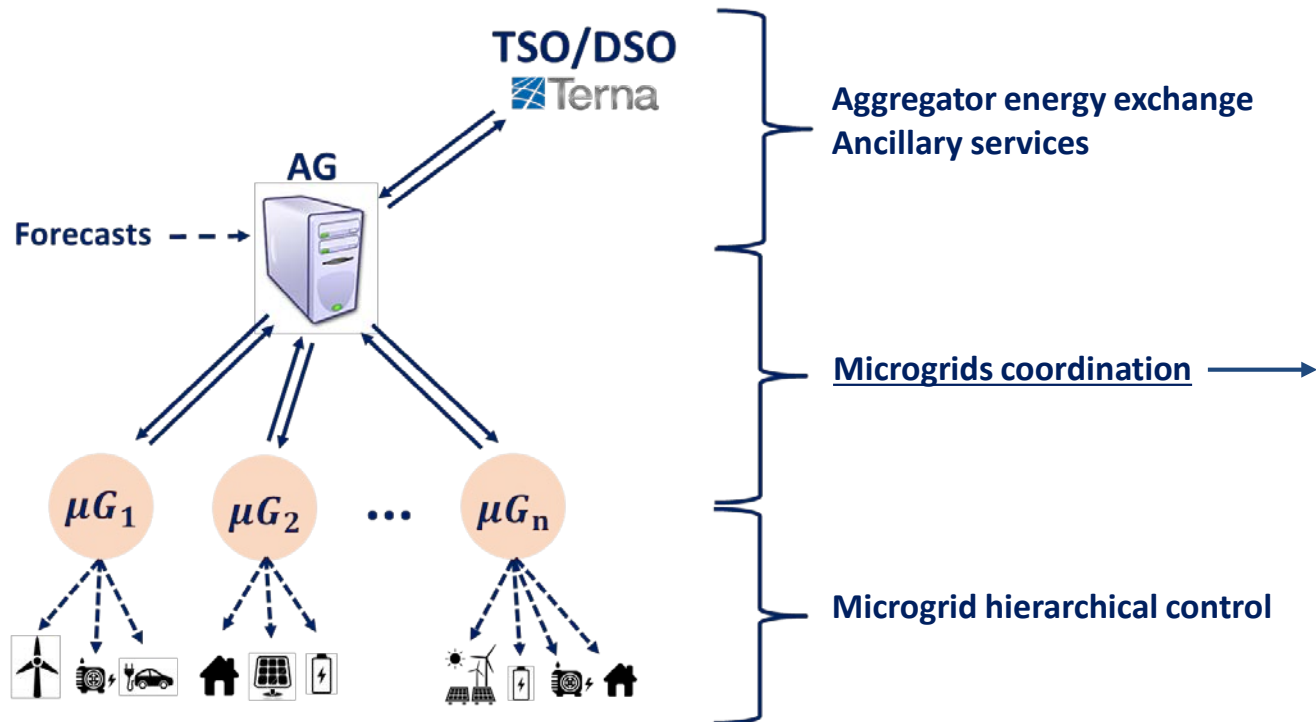 TSO/DSO
Terna
Aggregator energy exchange
Ancillary services
AG
Forecasts
Microgrids coordination
μG₁
μG₂
...
μGₙ
Microgrid hierarchical control